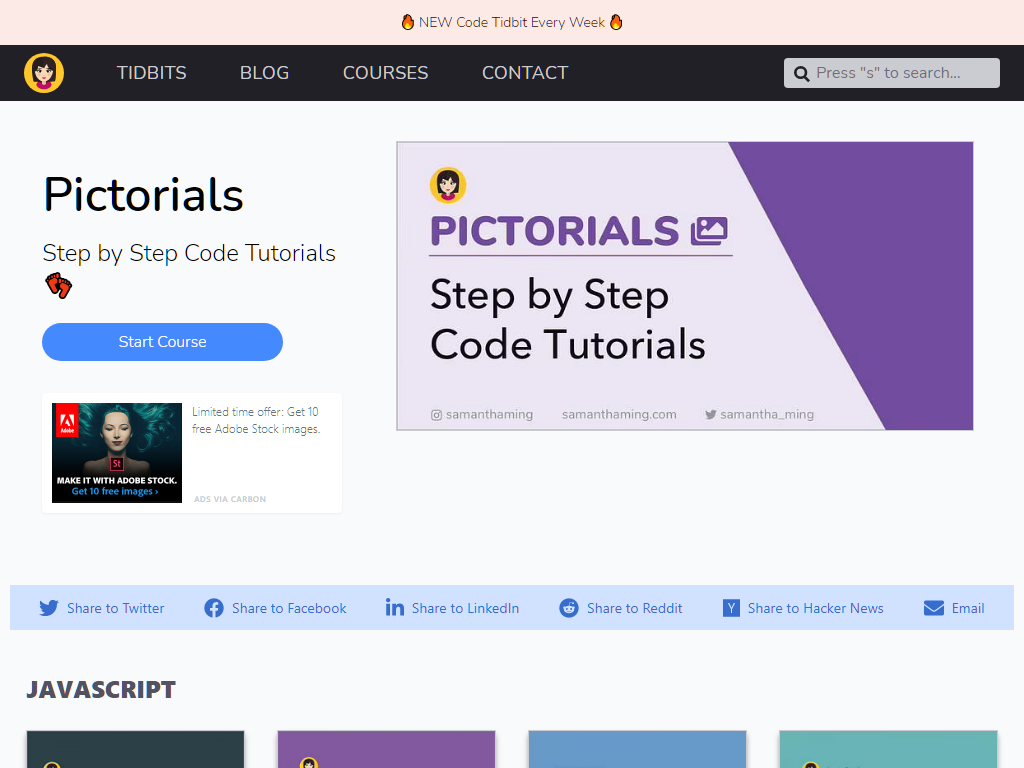 🔥 NEW Code Tidbit Every Week 🔥
TIDBITS BLOG COURSES CONTACT Press "s" to search...
Pictorials
Step by Step Code Tutorials
👣
Start Course
PICTORIALS
Step by Step
Code Tutorials
samanthaming samanthaming.com samantha_ming
Adobe
St
MAKE IT WITH ADOBE STOCK.
Get 10 free images ›
Limited time offer: Get 10
free Adobe Stock images.
ADS VIA CARBON
Share to Twitter Share to Facebook Share to LinkedIn Share to Reddit Share to Hacker News Email
JAVASCRIPT